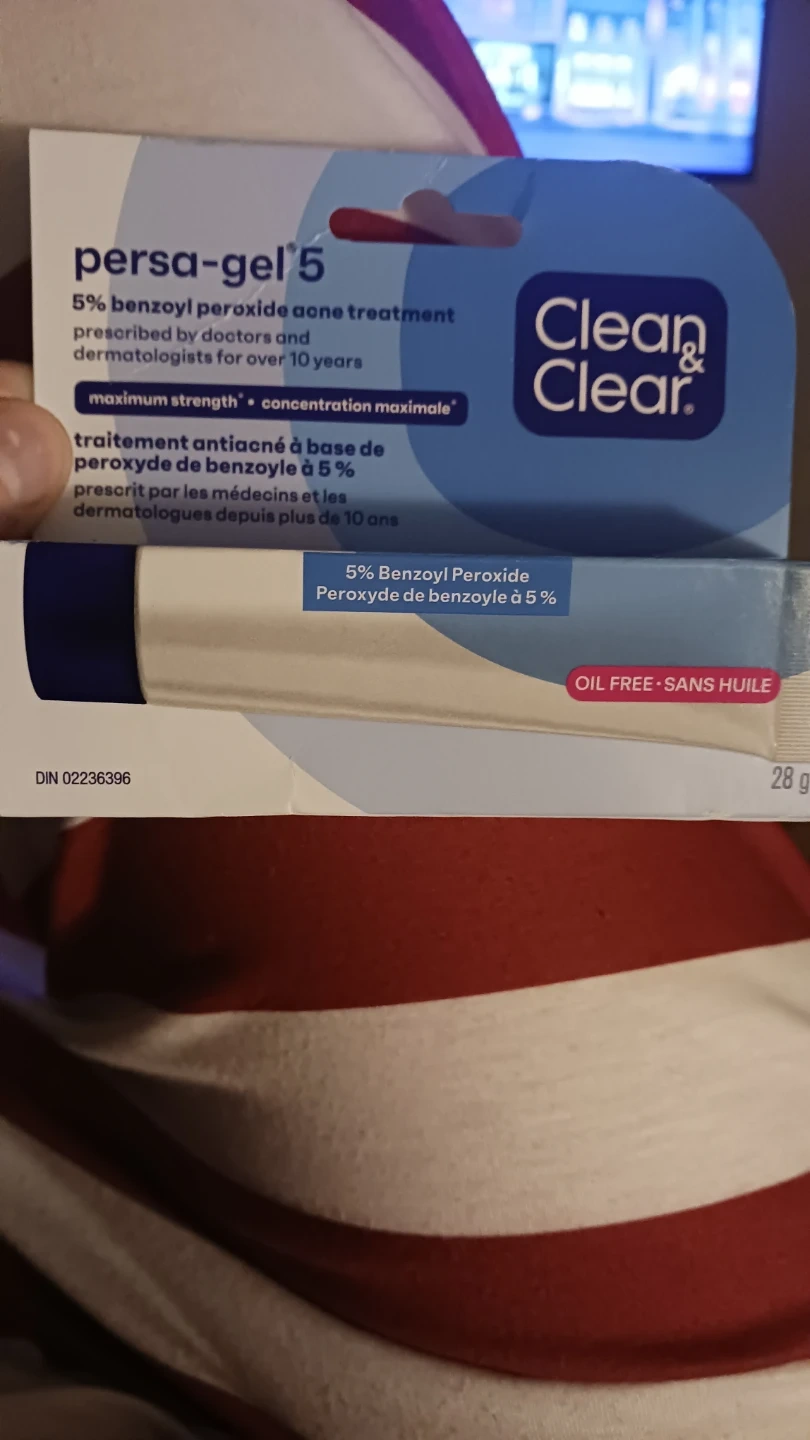 persa-gel®5
5% benzoyl peroxide acne treatment
prescribed by doctors and
dermatologists for over 10 years
maximum strength* • concentration maximale*
traitement antiacné à base de
peroxyde de benzoyle à 5 %
prescrit par les médecins et les
dermatologues depuis plus de 10 ans
Clean
&
Clear®
5% Benzoyl Peroxide
Peroxyde de benzoyle à 5 %
OIL FREE • SANS HUILE
DIN 02236396
28 g